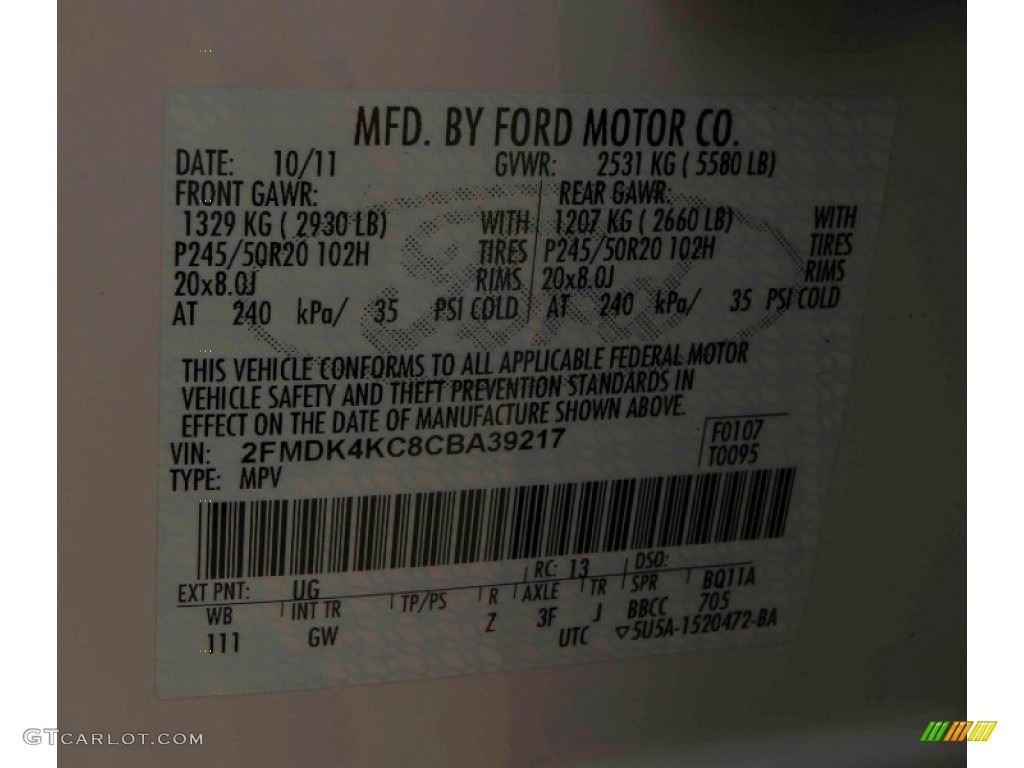 MFD. BY FORD MOTOR CO.
DATE: 10/11 GVWR: 2531 KG ( 5580 LB)
FRONT GAWR: REAR GAWR:
1329 KG ( 2930 LB) WITH 1207 KG ( 2660 LB) WITH
P245/50R20 102H TIRES P245/50R20 102H TIRES
20x8.0J RIMS 20x8.0J RIMS
AT 240 kPa/ 35 PSI COLD AT 240 kPa/ 35 PSI COLD
THIS VEHICLE CONFORMS TO ALL APPLICABLE FEDERAL MOTOR
VEHICLE SAFETY AND THEFT PREVENTION STANDARDS IN
EFFECT ON THE DATE OF MANUFACTURE SHOWN ABOVE.
VIN: 2FMDK4KC8CBA39217 F0107
TYPE: MPV T0095
EXT PNT: UG RC: 13 DSO:
WB INT TR TP/PS R AXLE TR SPR BQ11A
111 GW Z 3F J BBCC 705
UTC ▽5U5A-1520472-BA
Ford
GTCARLOT.COM